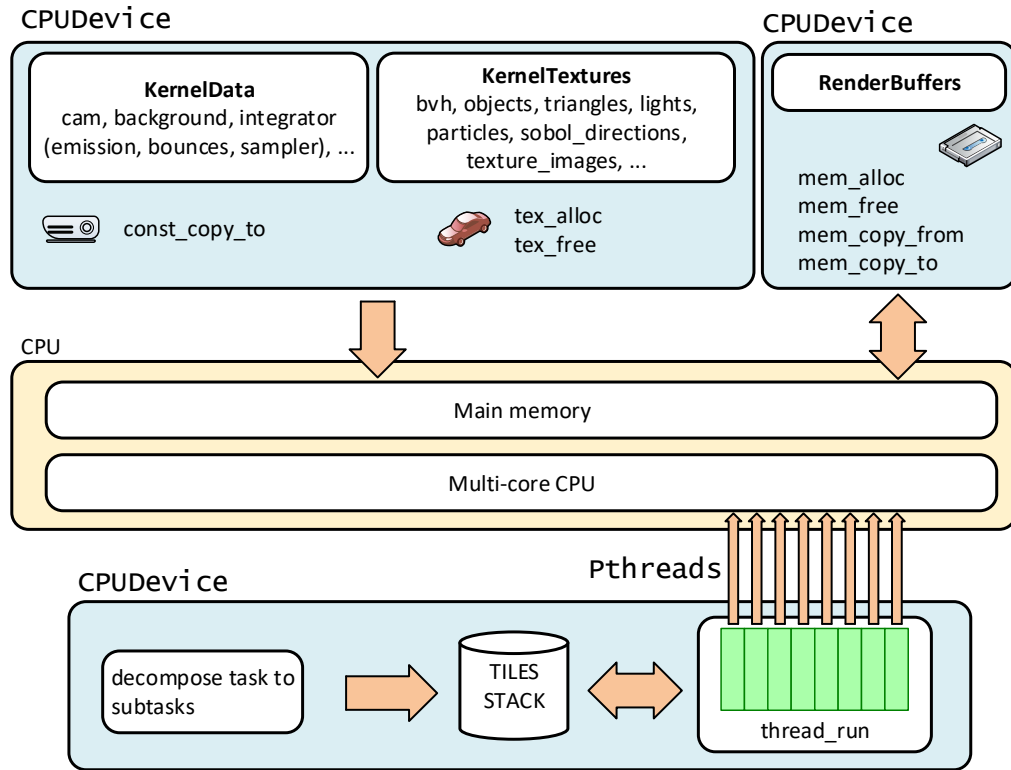 CPUDevice
KernelData
cam, background, integrator
(emission, bounces, sampler), ...
const_copy_to
KernelTextures
bvh, objects, triangles, lights,
particles, sobol_directions,
texture_images, ...
tex_alloc
tex_free
CPUDevice
RenderBuffers
mem_alloc
mem_free
mem_copy_from
mem_copy_to
CPU
Main memory
Multi-core CPU
Pthreads
CPUDevice
decompose task to
subtasks
TILES
STACK
thread_run